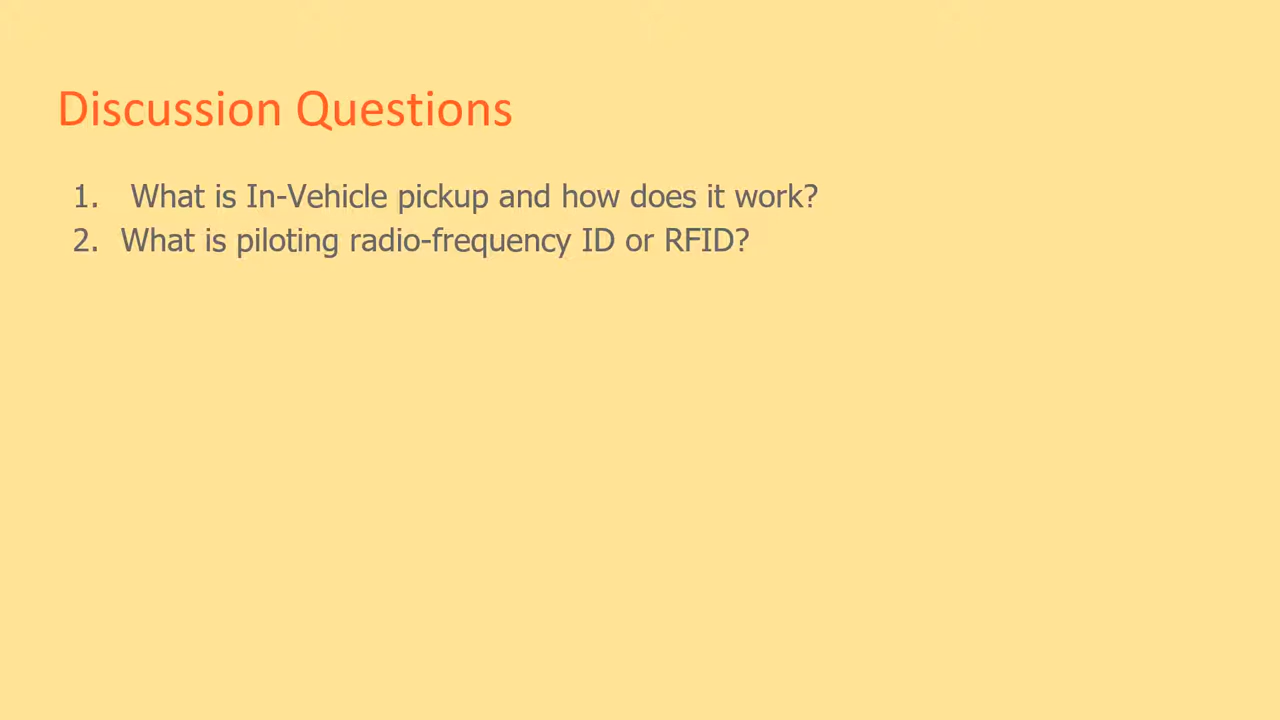 Discussion Questions
1. What is In-Vehicle pickup and how does it work?
2. What is piloting radio-frequency ID or RFID?